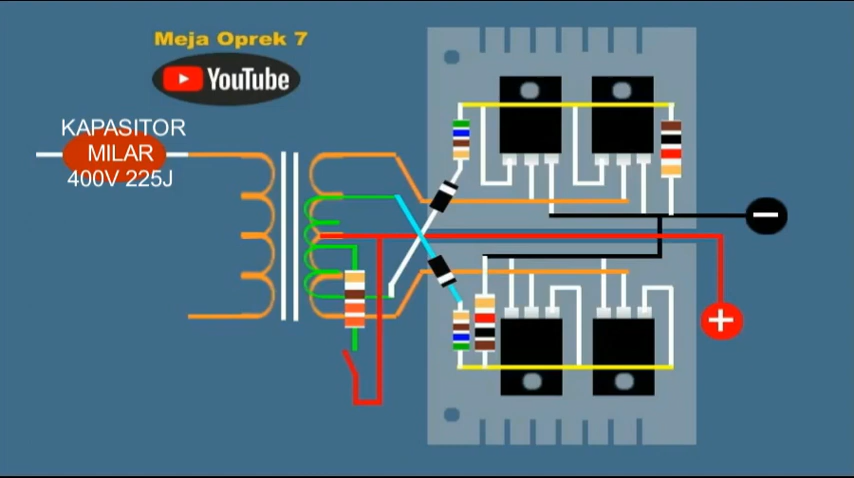 Meja Oprek 7
YouTube
KAPASITOR
MILAR
400V 225J